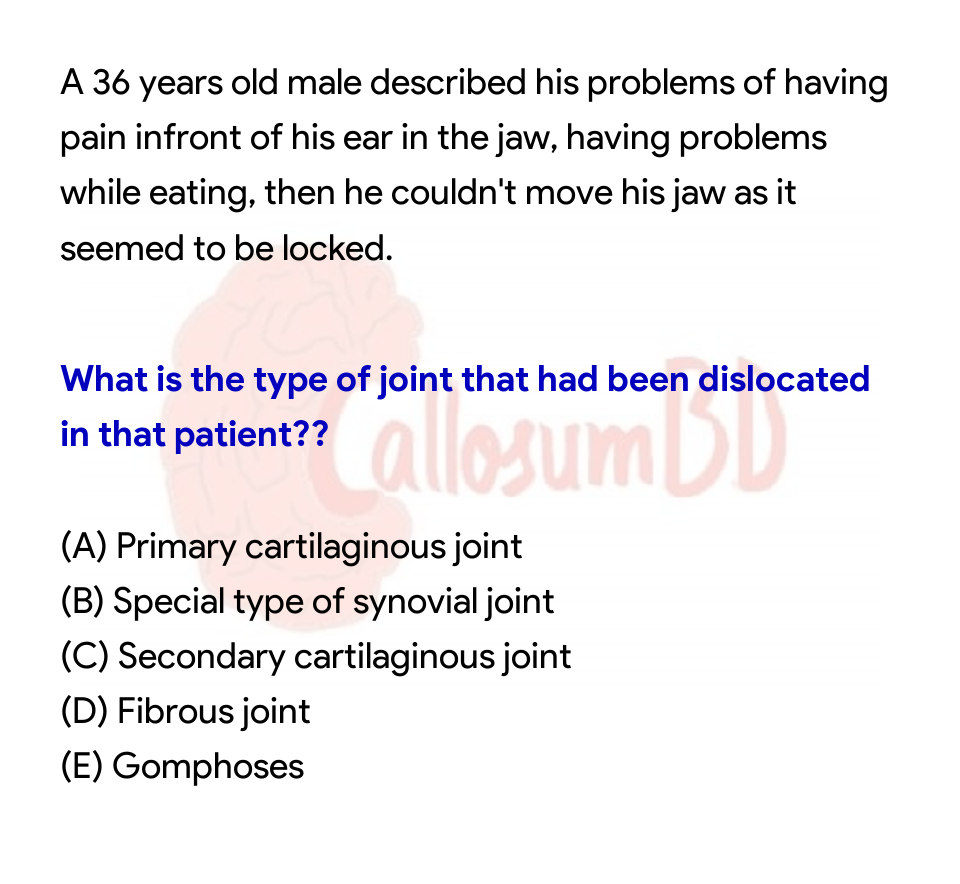 A 36 years old male described his problems of having
pain infront of his ear in the jaw, having problems
while eating, then he couldn't move his jaw as it
seemed to be locked.
What is the type of joint that had been dislocated
in that patient??
CallosumBD
(A) Primary cartilaginous joint
(B) Special type of synovial joint
(C) Secondary cartilaginous joint
(D) Fibrous joint
(E) Gomphoses